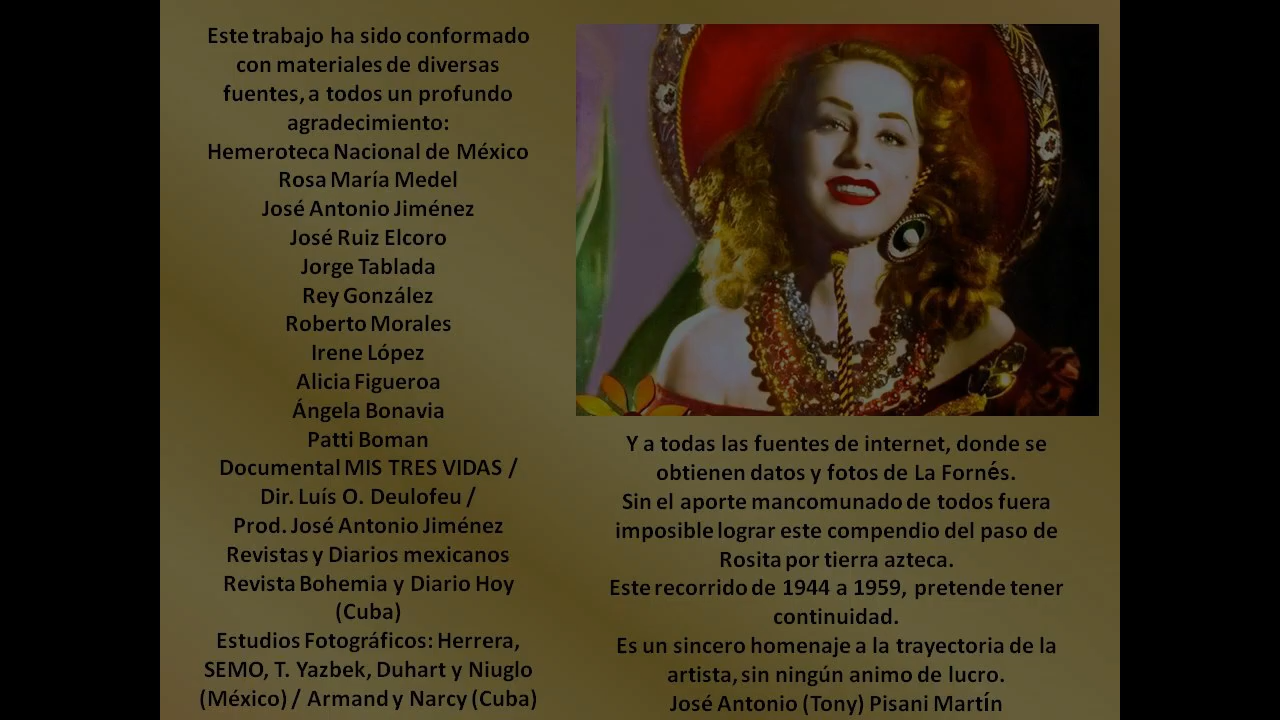 Este trabajo ha sido conformado
con materiales de diversas
fuentes, a todos un profundo
agradecimiento:
Hemeroteca Nacional de México
Rosa María Medel
José Antonio Jiménez
José Ruiz Elcoro
Jorge Tablada
Rey González
Roberto Morales
Irene López
Alicia Figueroa
Ángela Bonavia
Patti Boman
Documental MIS TRES VIDAS /
Dir. Luís O. Deulofeu /
Prod. José Antonio Jiménez
Revistas y Diarios mexicanos
Revista Bohemia y Diario Hoy
(Cuba)
Estudios Fotográficos: Herrera,
SEMO, T. Yazbek, Duhart y Niuglo
(México) / Armand y Narcy (Cuba)
Y a todas las fuentes de internet, donde se
obtienen datos y fotos de La Fornés.
Sin el aporte mancomunado de todos fuera
imposible lograr este compendio del paso de
Rosita por tierra azteca.
Este recorrido de 1944 a 1959, pretende tener
continuidad.
Es un sincero homenaje a la trayectoria de la
artista, sin ningún animo de lucro.
José Antonio (Tony) Pisani Martín